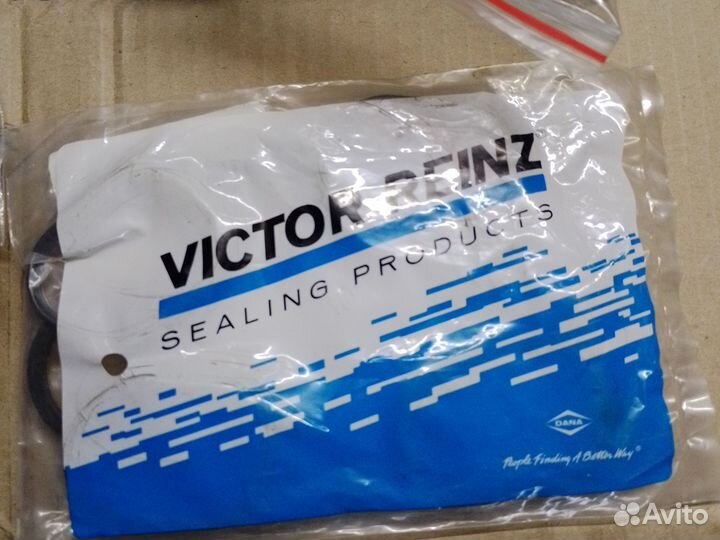 VICTOR REINZ
SEALING PRODUCTS
DANA
People Finding A Better Way®
Avito